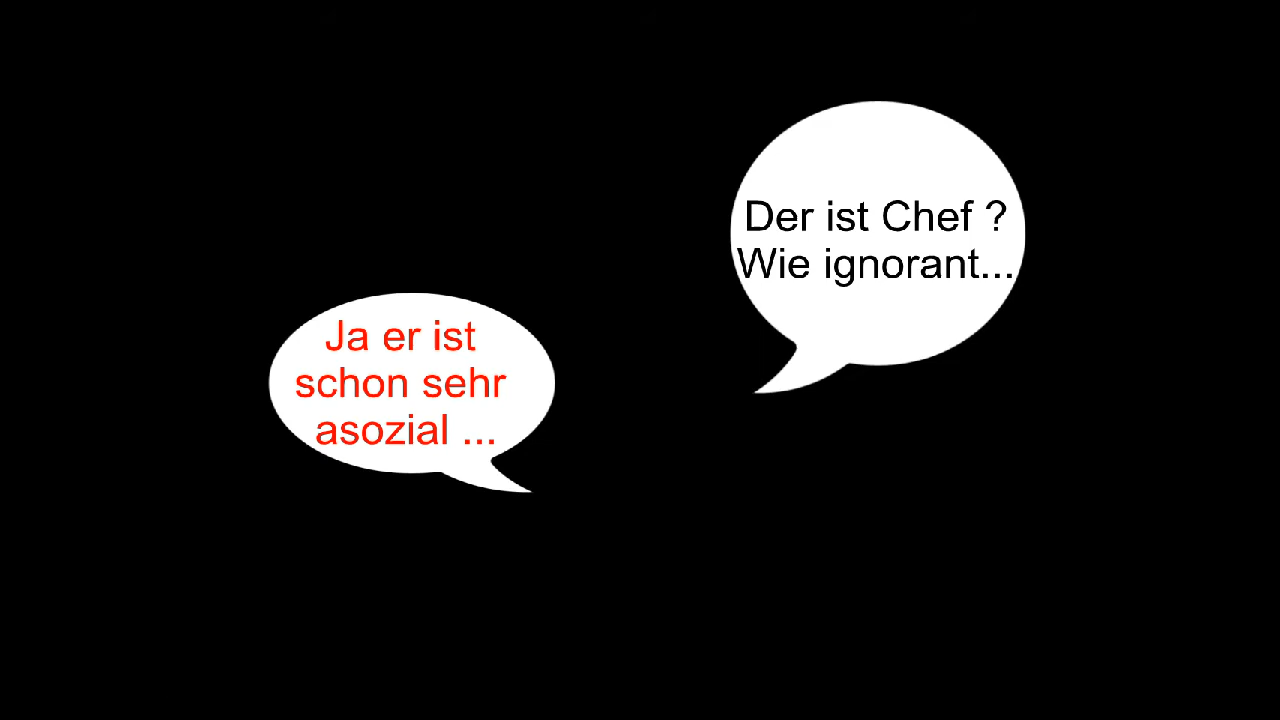 Der ist Chef ?
Wie ignorant...
Ja er ist
schon sehr
asozial ...